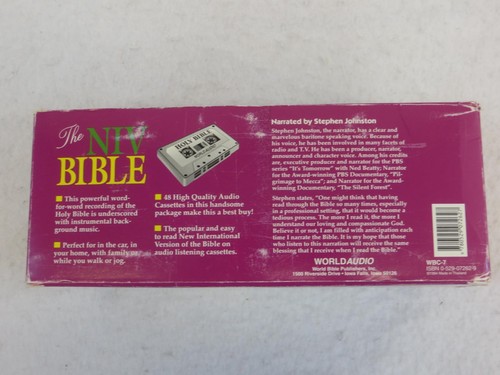 The
NIV
BIBLE
HOLY BIBLE
This powerful word-
for-word recording of the
Holy Bible is underscored
with instrumental back-
ground music.
Perfect for in the car, in
your home, with family or
while you walk or jog.
48 High Quality Audio
Cassettes in this handsome
package make this a best buy!
The popular and easy
to read New International
Version of the Bible on
audio listening cassettes.
Narrated by Stephen Johnston
Stephen Johnston, the narrator, has a clear and
marvelous baritone speaking voice. Because of
his voice, he has been involved in many facets of
radio and T.V. He has been a producer, narrator,
announcer and character voice. Among his credits
are, executive producer and narrator for the PBS
series "It's Tomorrow" with Ned Beatty; Narrator
for the Award-winning PBS Documentary, "Pil-
grimage to Mecca"; and Narrator for the Award-
winning Documentary, "The Silent Forest".
Stephen states, "One might think that having
read through the Bible so many times, especially in
a professional setting, that it would become a
tedious process. The more I read it, the more I
understand our loving and compassionate God.
Believe it or not, I am filled with anticipation each
time I narrate the Bible. It is my hope that those
who listen to this narration will receive the same
blessing that I receive when I read the Bible."
WORLD AUDIO
World Bible Publishers, Inc.
1500 Riverside Drive • Iowa Falls, Iowa 50126
WBC-7